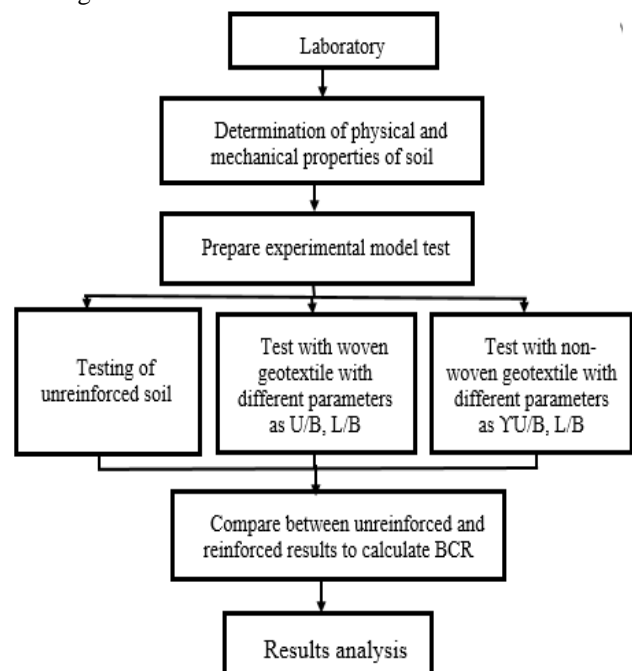 Laboratory
Determination of physical and
mechanical properties of soil
Prepare experimental model test
Testing of
unreinforced soil
Test with woven
geotextile with
different parameters
as U/B, L/B
Test with non-
woven geotextile with
different parameters
as ϒU/B, L/B
Compare between unreinforced and
reinforced results to calculate BCR
Results analysis